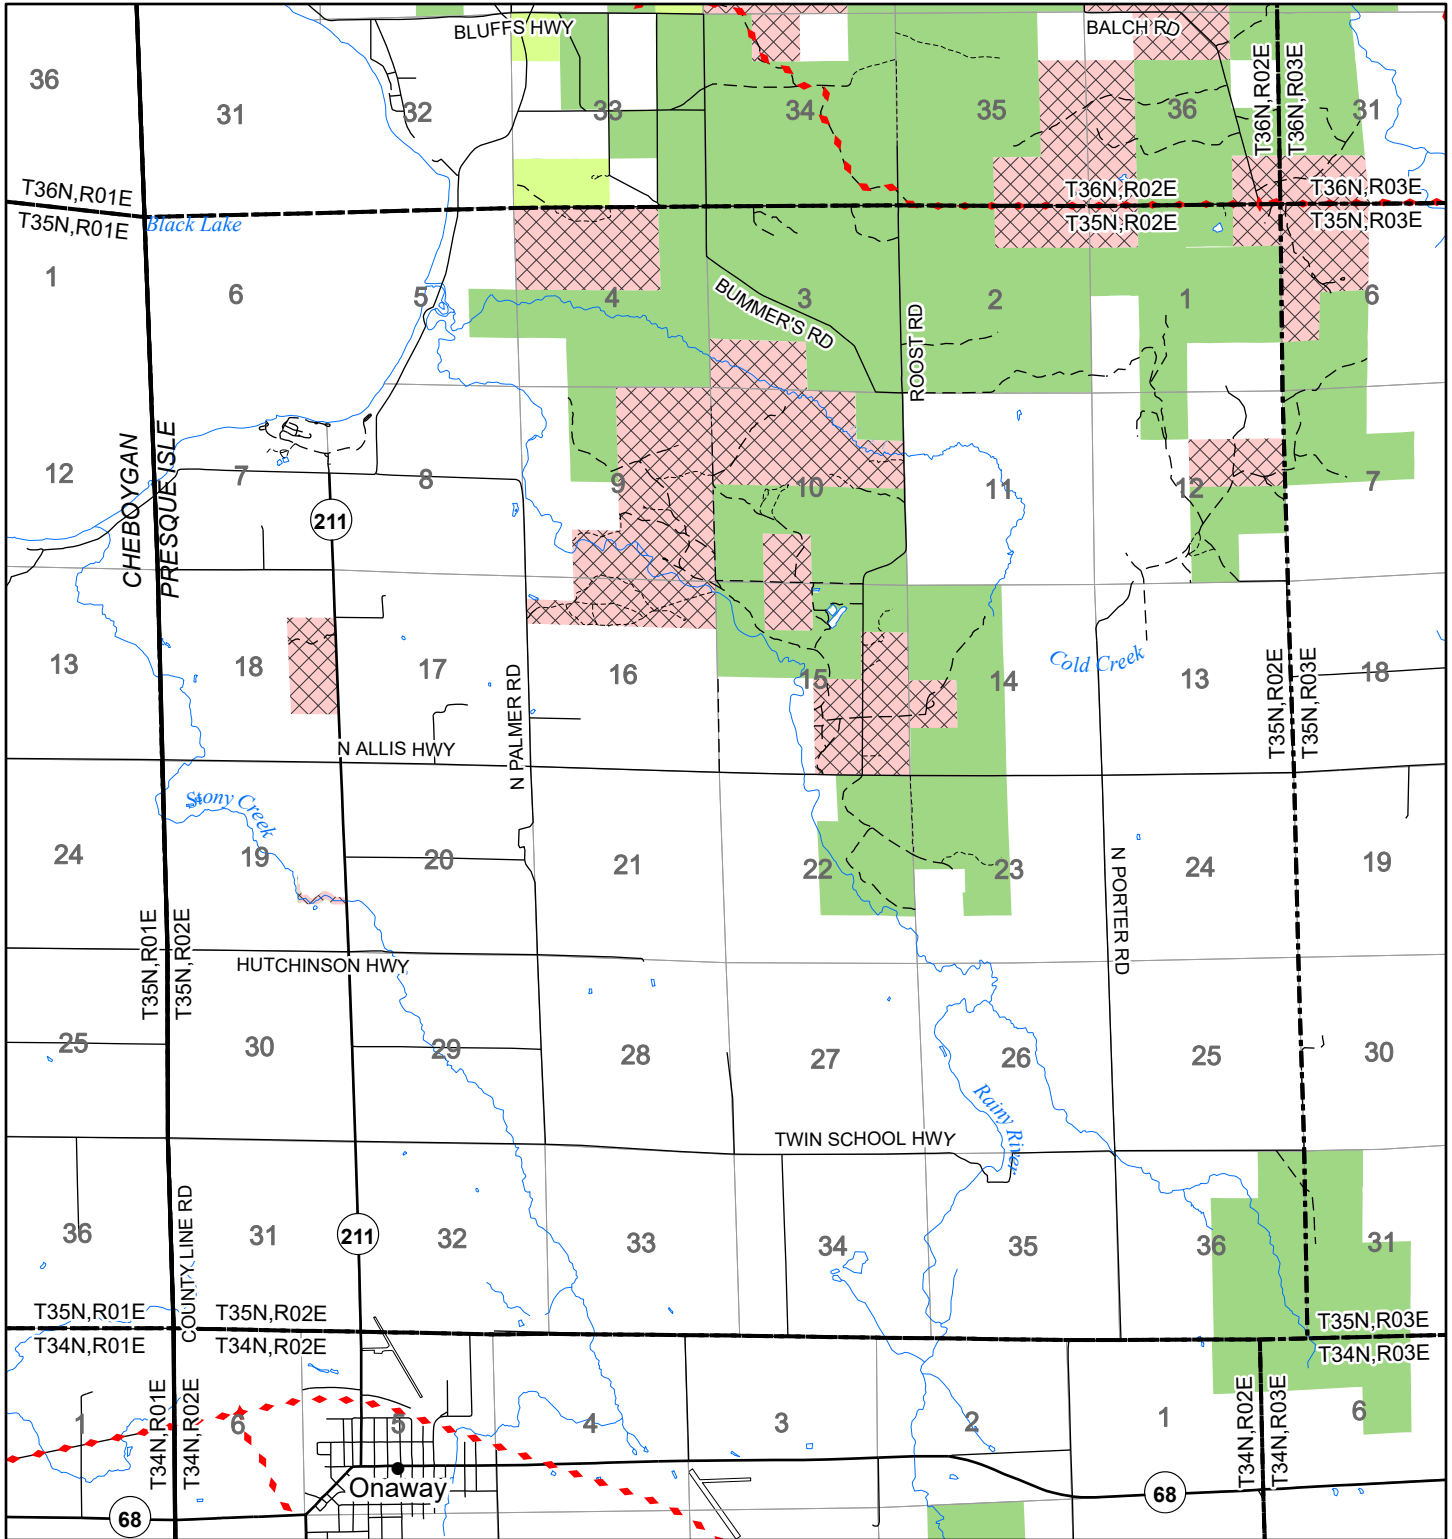 BLUFFS HWY
BALCH RD
36
31
32
33
34
35
36
31
T36N,R02E
T36N,R03E
T36N,R01E
T35N,R01E
Black Lake
T36N,R02E
T35N,R02E
T36N,R03E
T35N,R03E
1
6
5
4
3
2
1
6
BUMMER'S RD
ROOST RD
CHEBOYGAN
PRESQUE ISLE
12
7
8
9
10
11
12
7
211
13
18
17
16
15
14
13
18
Cold Creek
N PALMER RD
N ALLIS HWY
T35N,R02E
T35N,R03E
Stony Creek
24
19
20
21
22
23
24
19
N PORTER RD
T35N,R01E
T35N,R02E
HUTCHINSON HWY
25
30
29
28
27
26
25
30
Rainy River
TWIN SCHOOL HWY
36
31
211
32
33
34
35
36
31
COUNTY LINE RD
T35N,R01E
T35N,R02E
T35N,R03E
T34N,R01E
T34N,R02E
T34N,R03E
T34N,R01E
T34N,R02E
T34N,R02E
T34N,R03E
1
6
5
4
3
2
1
6
Onaway
68
68